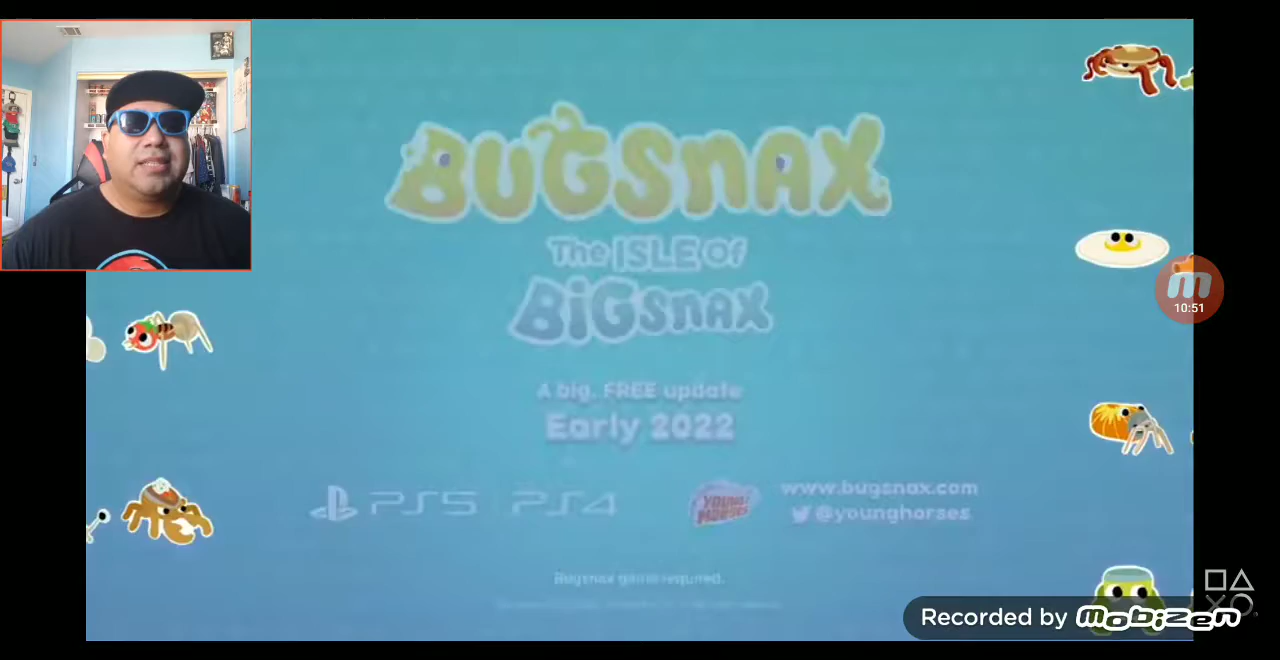 BUGSNAX
The ISLE OF
BIGSNAX
A big, FREE update
Early 2022
PS5 PS4
YOUNG HORSES
www.bugsnax.com
@younghorses
Bugsnax game required.
10:51
Recorded by mobizen